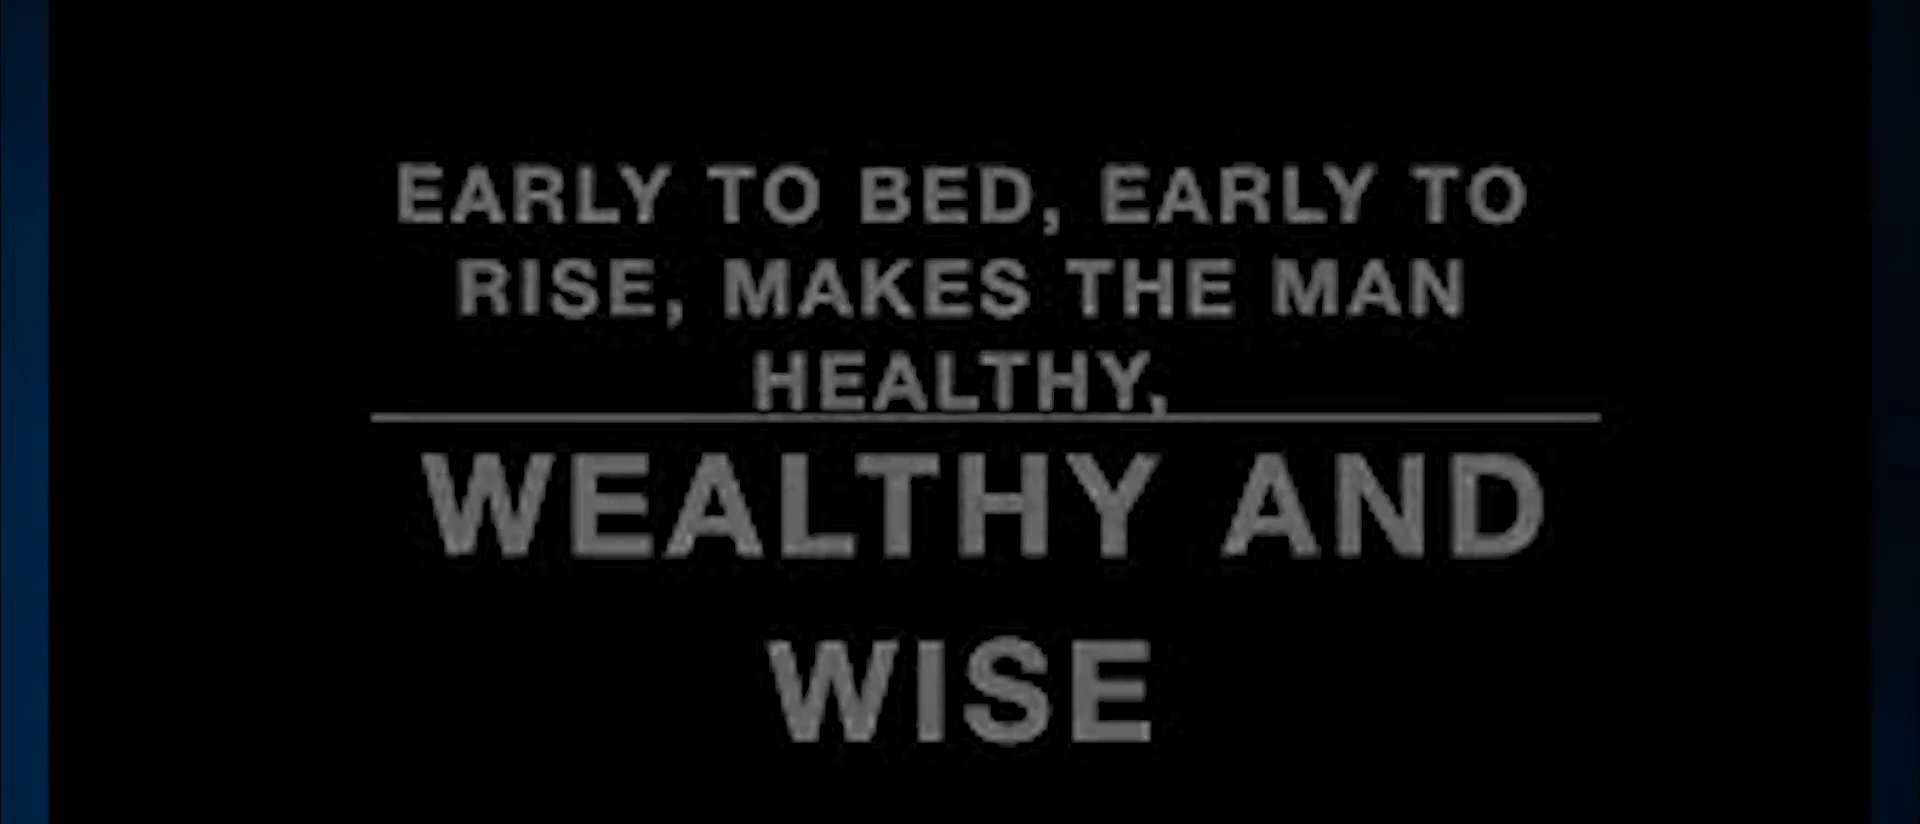 EARLY TO BED, EARLY TO
RISE, MAKES THE MAN
HEALTHY,
WEALTHY AND
WISE